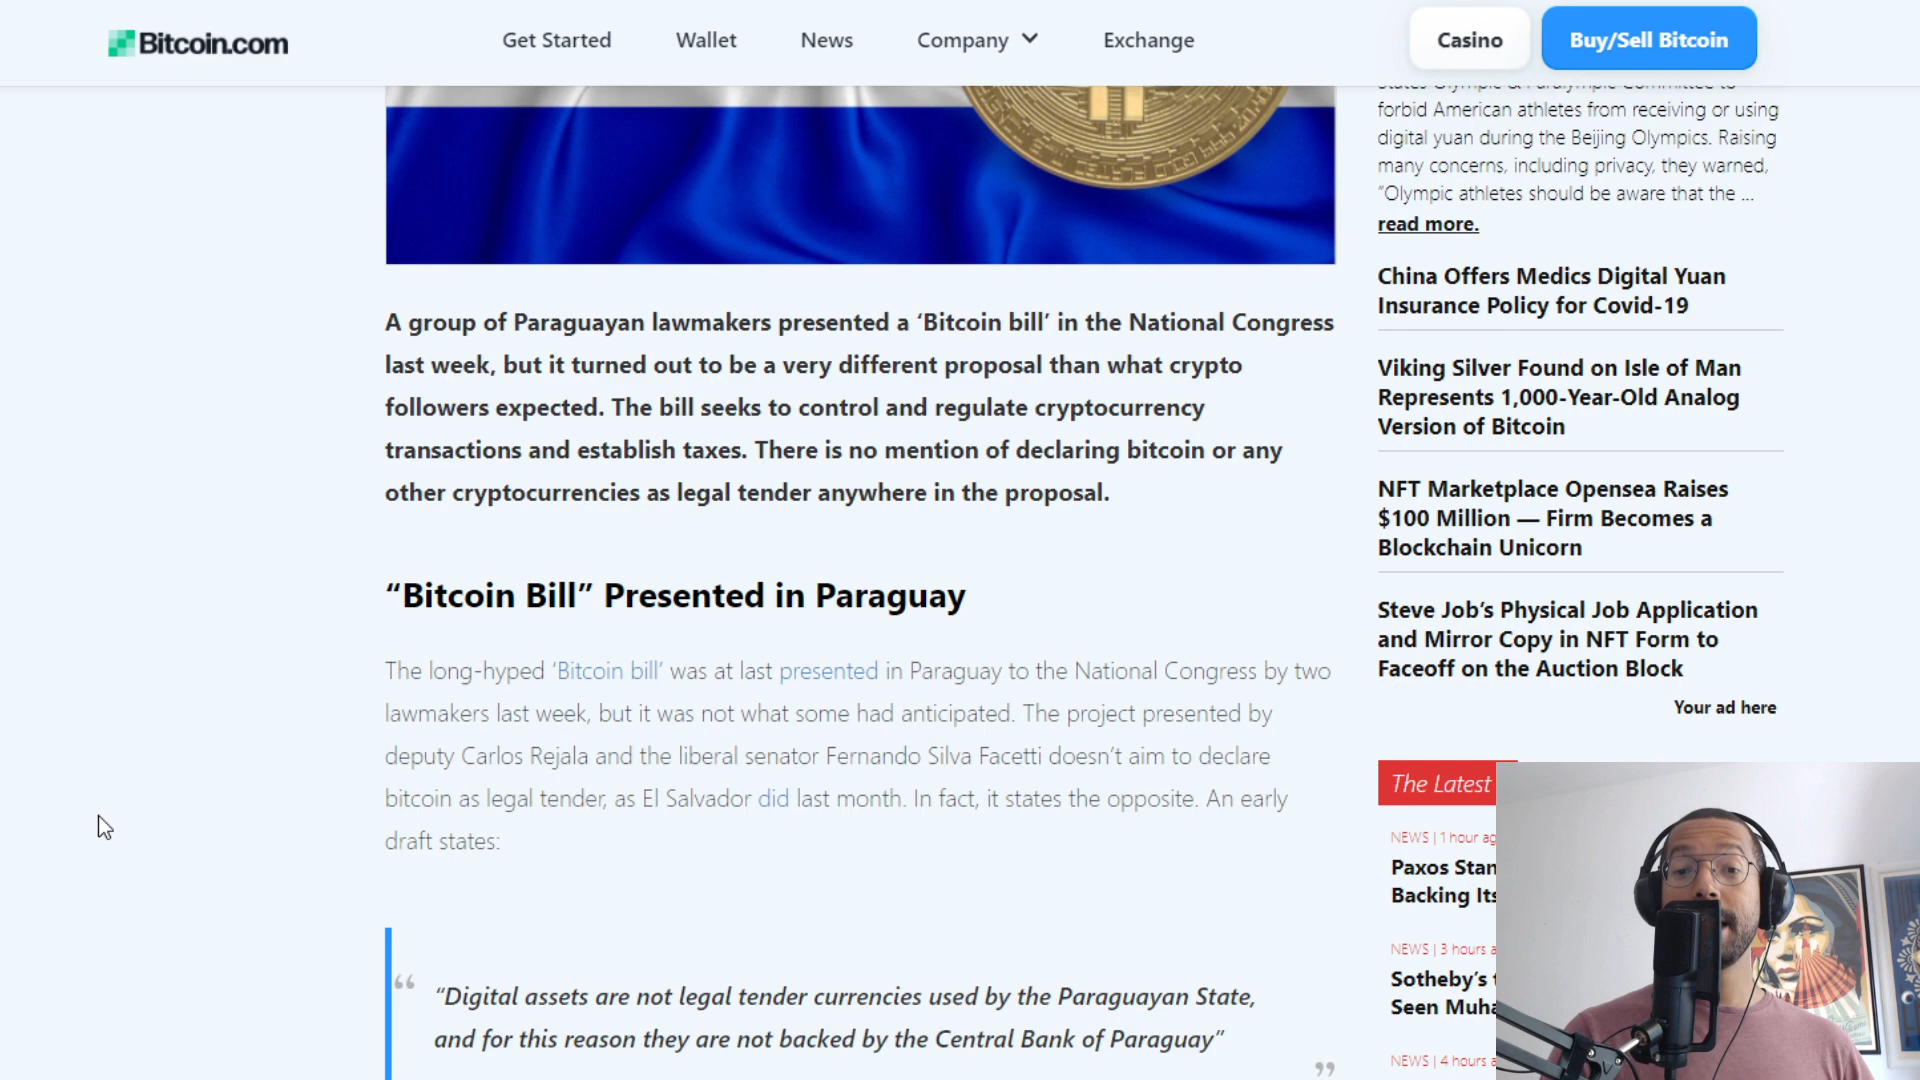 Bitcoin.com
Get Started
Wallet
News
Company
Exchange
Casino
Buy/Sell Bitcoin
A group of Paraguayan lawmakers presented a ‘Bitcoin bill’ in the National Congress
last week, but it turned out to be a very different proposal than what crypto
followers expected. The bill seeks to control and regulate cryptocurrency
transactions and establish taxes. There is no mention of declaring bitcoin or any
other cryptocurrencies as legal tender anywhere in the proposal.
“Bitcoin Bill” Presented in Paraguay
The long-hyped ‘Bitcoin bill’ was at last presented in Paraguay to the National Congress by two
lawmakers last week, but it was not what some had anticipated. The project presented by
deputy Carlos Rejala and the liberal senator Fernando Silva Facetti doesn’t aim to declare
bitcoin as legal tender, as El Salvador did last month. In fact, it states the opposite. An early
draft states:
“
“Digital assets are not legal tender currencies used by the Paraguayan State,
and for this reason they are not backed by the Central Bank of Paraguay”
”
States Olympic & Paralympic Committee to
forbid American athletes from receiving or using
digital yuan during the Beijing Olympics. Raising
many concerns, including privacy, they warned,
“Olympic athletes should be aware that the ...
read more.
China Offers Medics Digital Yuan
Insurance Policy for Covid-19
Viking Silver Found on Isle of Man
Represents 1,000-Year-Old Analog
Version of Bitcoin
NFT Marketplace Opensea Raises
$100 Million — Firm Becomes a
Blockchain Unicorn
Steve Job’s Physical Job Application
and Mirror Copy in NFT Form to
Faceoff on the Auction Block
Your ad here
The Latest
NEWS | 1 hour ag
Paxos Stan
Backing Its
NEWS | 3 hours a
Sotheby’s t
Seen Muha
NEWS | 4 hours a